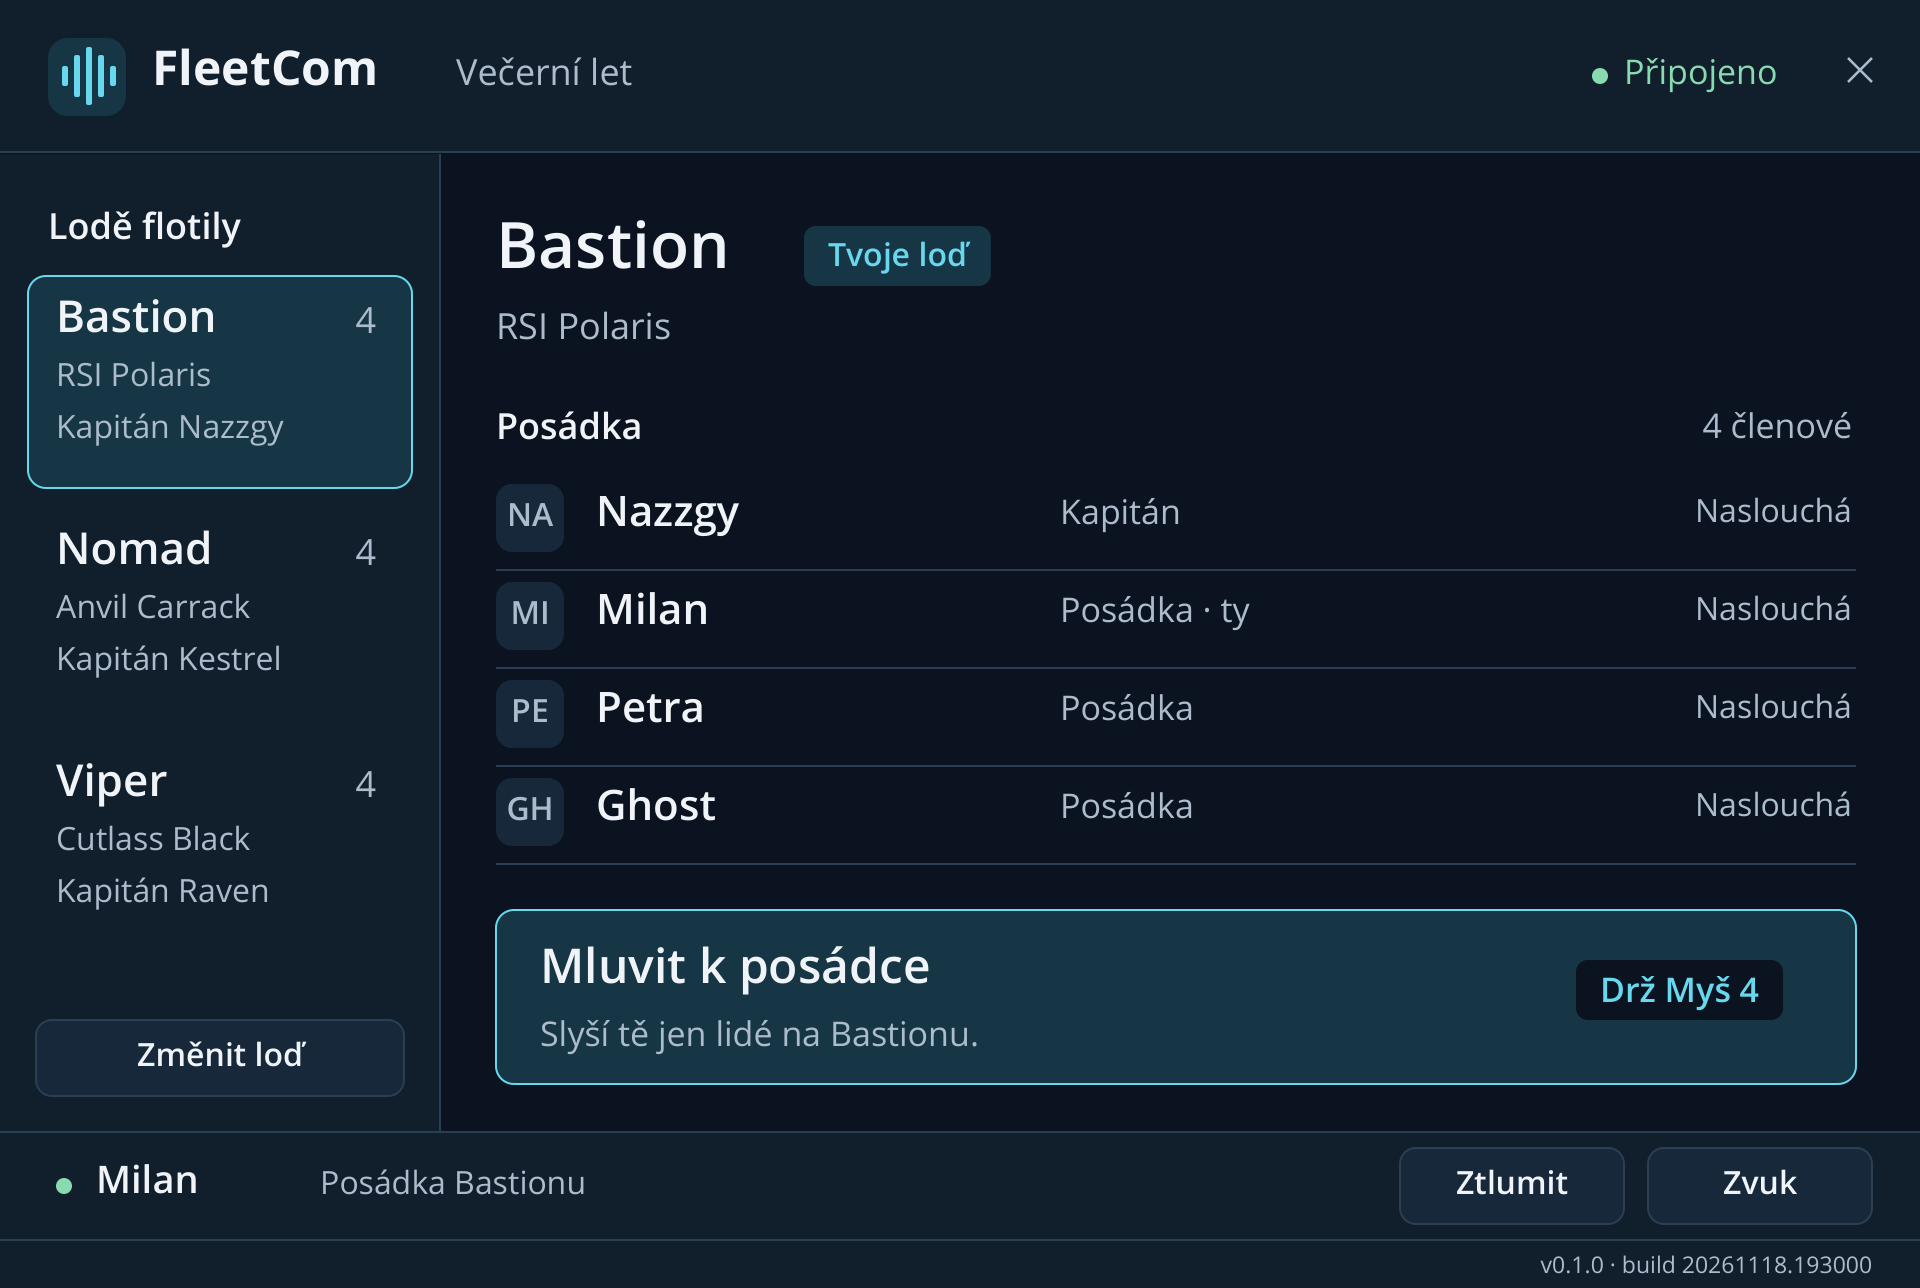 FleetCom
Večerní let
Připojeno
Lodě flotily
Bastion 4
RSI Polaris
Kapitán Nazzgy
Nomad 4
Anvil Carrack
Kapitán Kestrel
Viper 4
Cutlass Black
Kapitán Raven
Změnit loď
Bastion
Tvoje loď
RSI Polaris
Posádka
4 členové
NA Nazzgy Kapitán Naslouchá
MI Milan Posádka · ty Naslouchá
PE Petra Posádka Naslouchá
GH Ghost Posádka Naslouchá
Mluvit k posádce
Slyší tě jen lidé na Bastionu.
Drž Myš 4
Milan
Posádka Bastionu
Ztlumit
Zvuk
v0.1.0 · build 20261118.193000